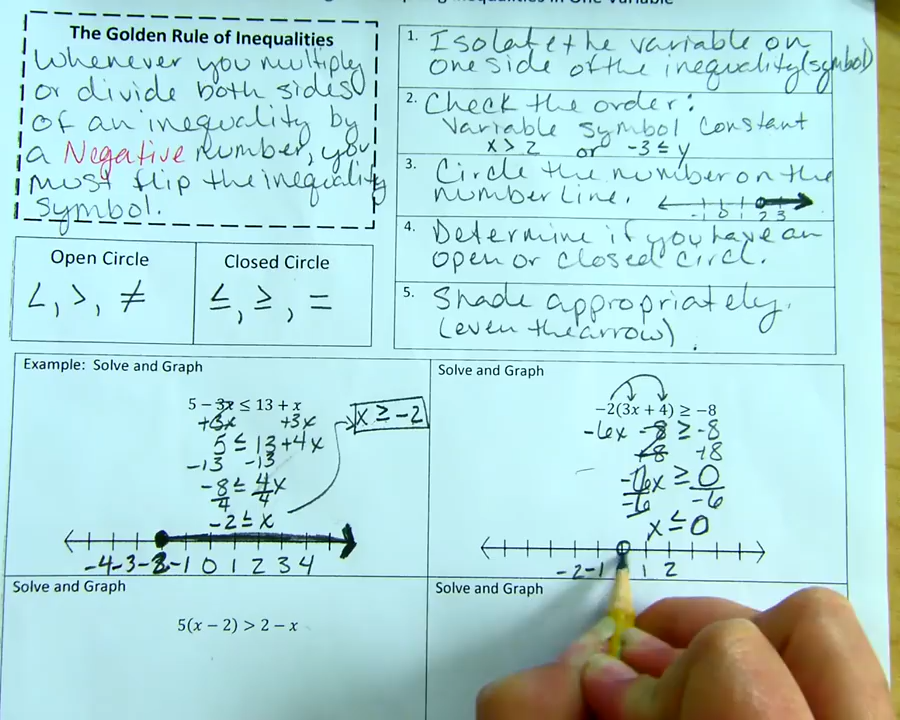 The Golden Rule of Inequalities
Whenever you multiply
or divide both sides
of an inequality by
a Negative number, you
must flip the inequality
symbol.
Open Circle
<, >, ≠
Closed Circle
≤, ≥, =
1. Isolate the variable on
one side of the inequality (symbol)
2. Check the order:
Variable symbol constant
x > 2 or -3 ≤ y
3. Circle the number on the
number line.
-1 0 1 2 3
4. Determine if you have an
open or closed circl.
5. Shade appropriately.
(even the arrow).
Example: Solve and Graph
5 − 3x ≤ 13 + x
+3x +3x
5 ≤ 13 + 4x
-13 -13
-8 ≤ 4x
4 4
-2 ≤ x
x ≥ -2
-4 -3 -2 -1 0 1 2 3 4
Solve and Graph
−2(3x + 4) ≥ −8
-6x -8 ≥ -8
+8 +8
-6x ≥ 0
-6 -6
x ≤ 0
-2 -1 1 2
Solve and Graph
5(x − 2) > 2 − x
Solve and Graph